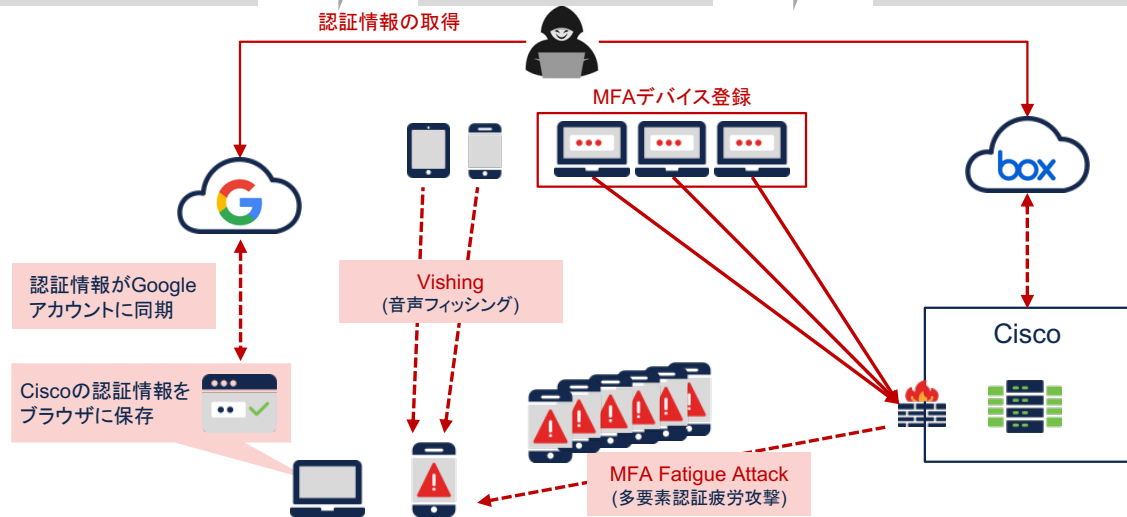 認証情報の取得
MFAデバイス登録
G
box
認証情報がGoogle
アカウントに同期
Vishing
(音声フィッシング)
Cisco
Ciscoの認証情報を
ブラウザに保存
MFA Fatigue Attack
(多要素認証疲労攻撃)